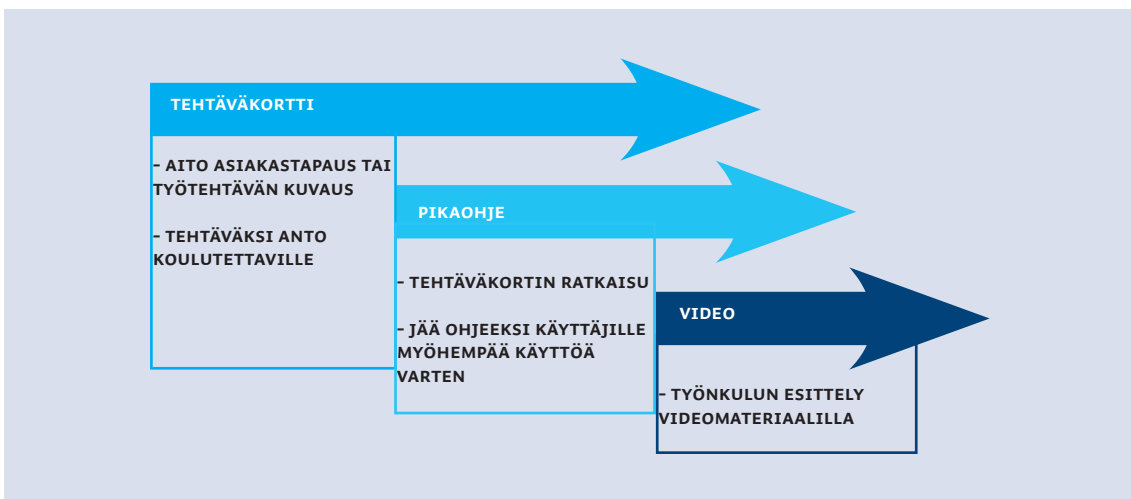 TEHTÄVÄKORTTI
– AITO ASIAKASTAPAUS TAI
TYÖTEHTÄVÄN KUVAUS
– TEHTÄVÄKSI ANTO
KOULUTETTAVILLE
PIKAOHJE
– TEHTÄVÄKORTIN RATKAISU
– JÄÄ OHJEEKSI KÄYTTÄJILLE
MYÖHEMPÄÄ KÄYTTÖÄ
VARTEN
VIDEO
– TYÖNKULUN ESITTELY
VIDEOMATERIAALILLA